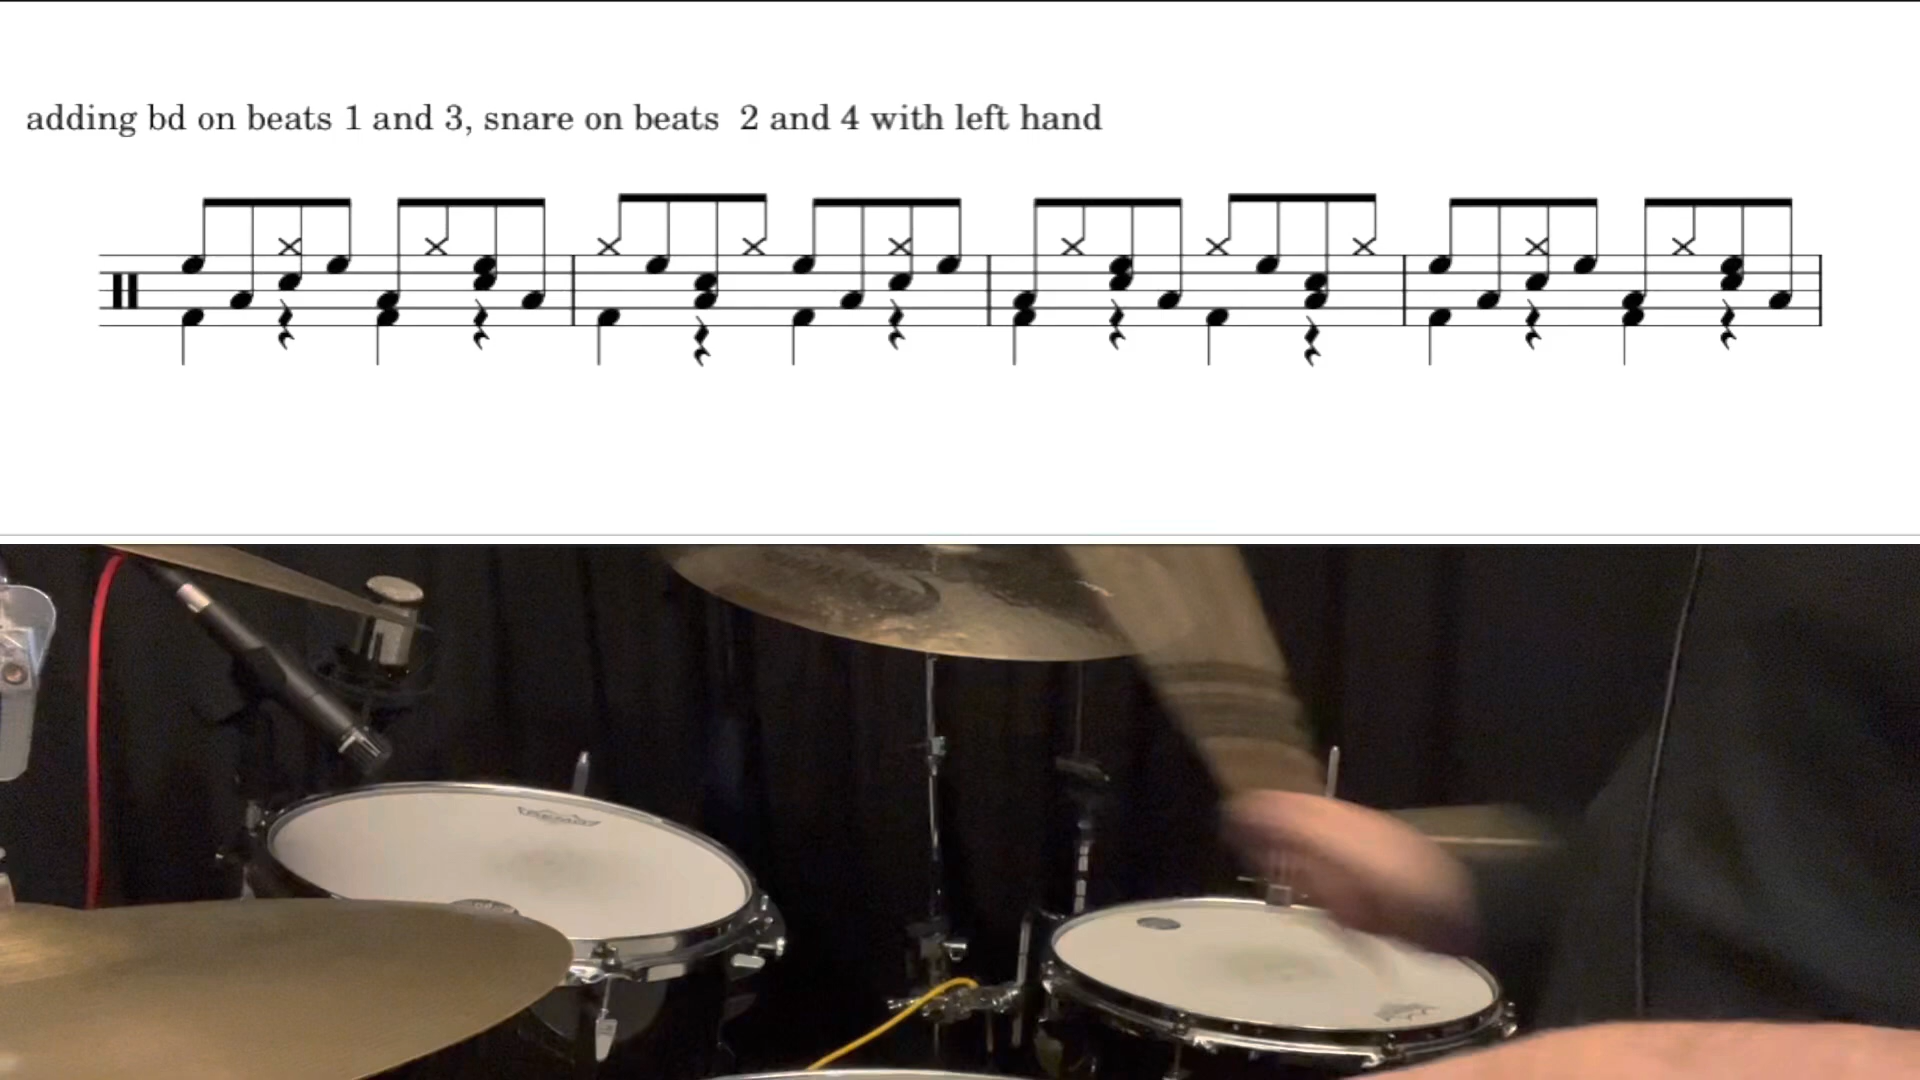 adding bd on beats 1 and 3, snare on beats  2 and 4 with left hand